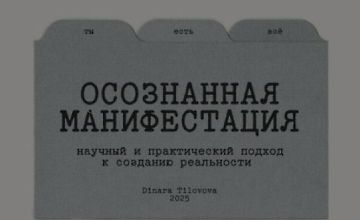 ты есть всё
ОСОЗНАННАЯ
МАНИФЕСТАЦИЯ
научный и практический подход
к созданию реальности
Dinara Tilovova
2025